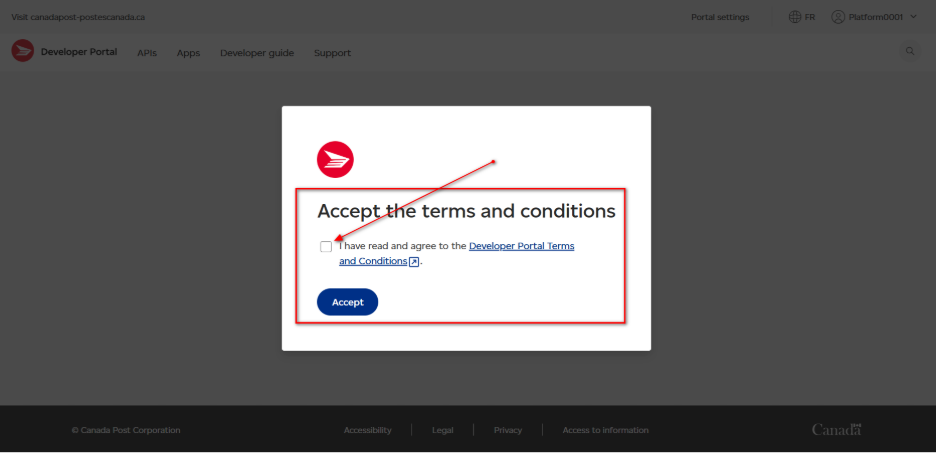 Visit canadapost-postescanada.ca
Portal settings
FR
Platform0001
Developer Portal
APIs
Apps
Developer guide
Support
Accept the terms and conditions
I have read and agree to the Developer Portal Terms
and Conditions.
Accept
© Canada Post Corporation
Accessibility
Legal
Privacy
Access to information
Canada